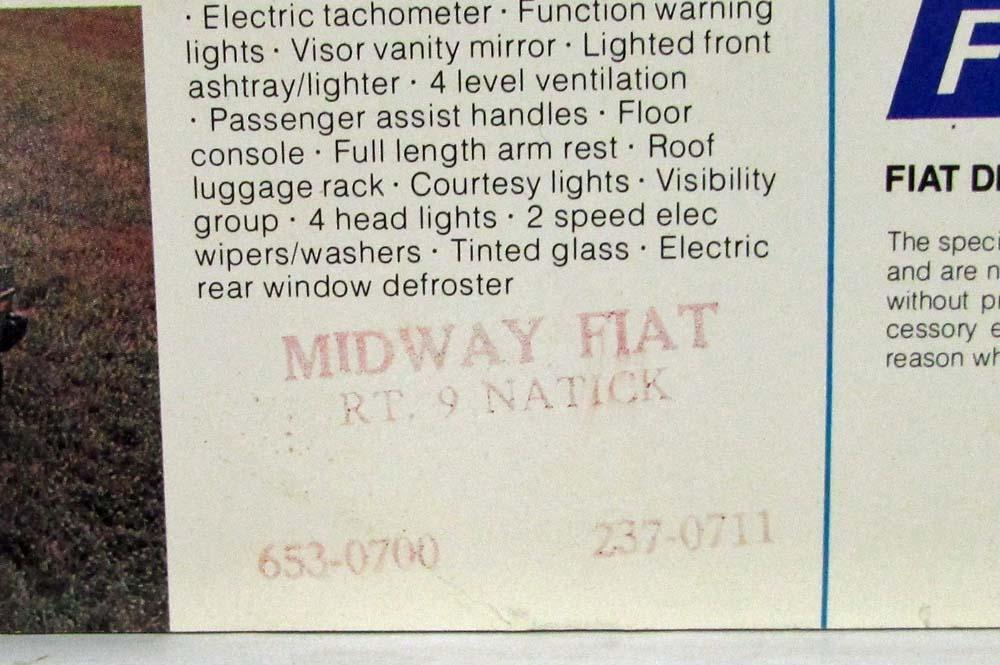 · Electric tachometer · Function warning
lights · Visor vanity mirror · Lighted front
ashtray/lighter · 4 level ventilation
· Passenger assist handles · Floor
console · Full length arm rest · Roof
luggage rack · Courtesy lights · Visibility
group · 4 head lights · 2 speed elec
wipers/washers · Tinted glass · Electric
rear window defroster
MIDWAY FIAT
RT. 9 NATICK
653-0700 237-0711
F
FIAT
The
and are
without
cessory
reason